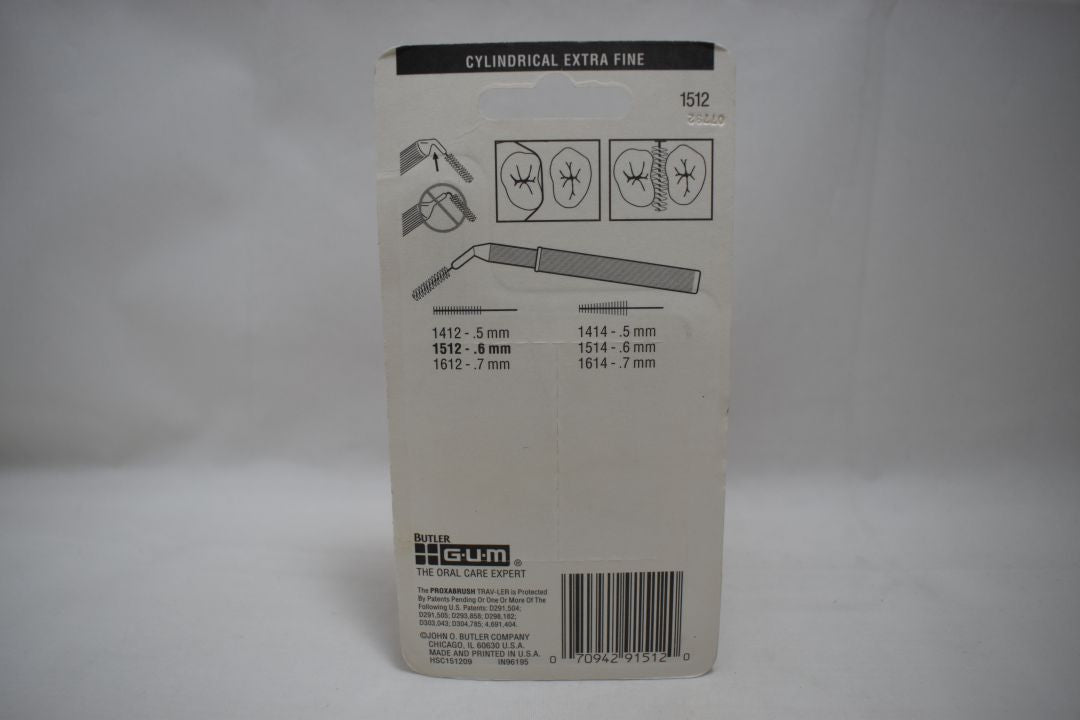 CYLINDRICAL EXTRA FINE
1512
07792
1412 - .5 mm
1512 - .6 mm
1612 - .7 mm
1414 - .5 mm
1514 - .6 mm
1614 - .7 mm
BUTLER
G·U·M ®
THE ORAL CARE EXPERT
The PROXABRUSH TRAV-LER is Protected
By Patents Pending Or One Or More Of The
Following U.S. Patents: D291,504;
D291,505; D293,858; D298,182;
D303,043; D304,785; 4,691,404.
©JOHN O. BUTLER COMPANY
CHICAGO, IL 60630 U.S.A.
MADE AND PRINTED IN U.S.A.
HSC151209 IN96195
0 70942 91512 0